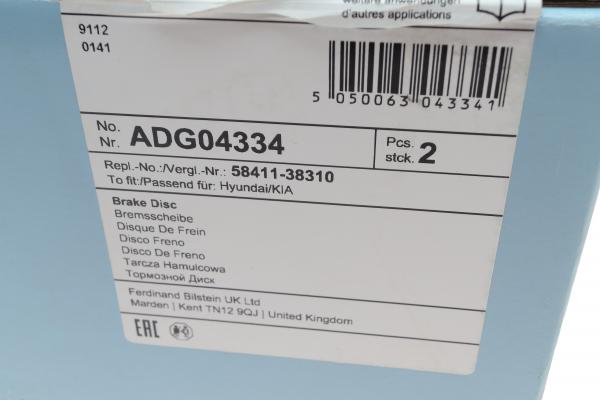 d'autres applications
9112
0141
5 050063 043341
No.
Nr. ADG04334
Pcs.
stck. 2
Repl.-No.:/Vergl.-Nr.: 58411-38310
To fit:/Passend für: Hyundai/KIA
Brake Disc
Bremsscheibe
Disque De Frein
Disco Freno
Disco De Freno
Tarcza Hamulcowa
Тормозной Диск
Ferdinand Bilstein UK Ltd
Marden | Kent TN12 9QJ | United Kingdom
EAC